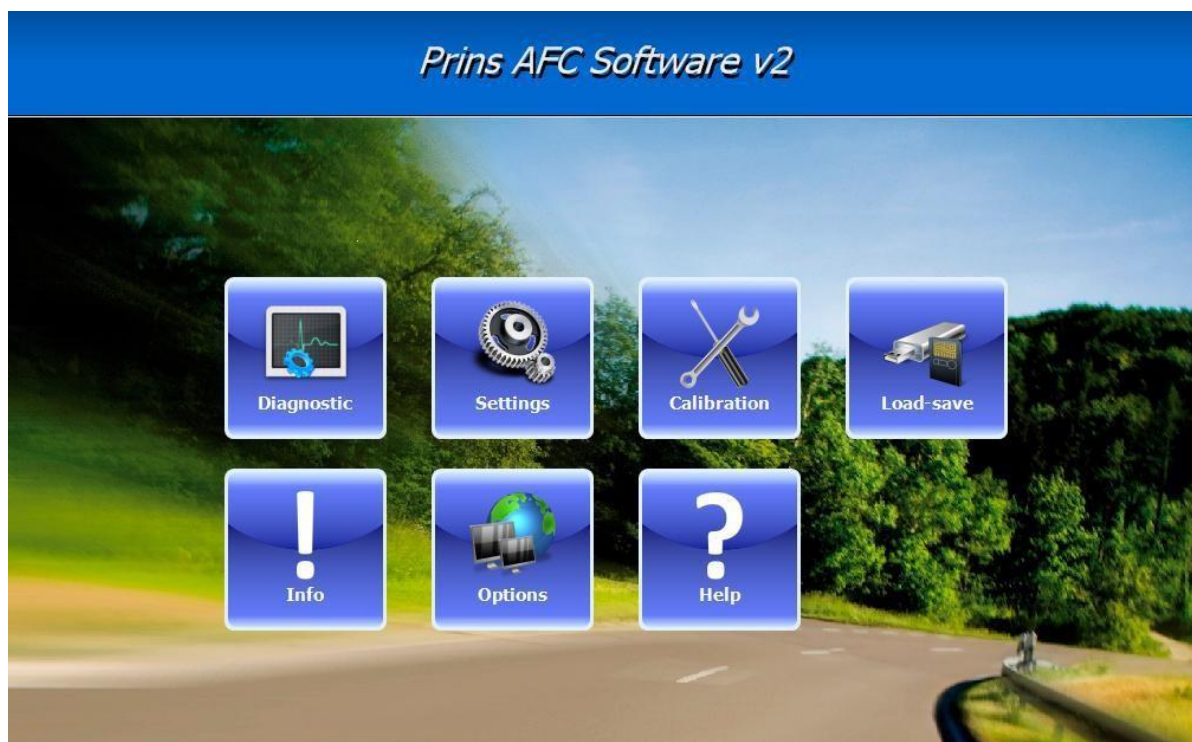 Prins AFC Software v2
Diagnostic
Settings
Calibration
Load-save
!
Info
Options
?
Help